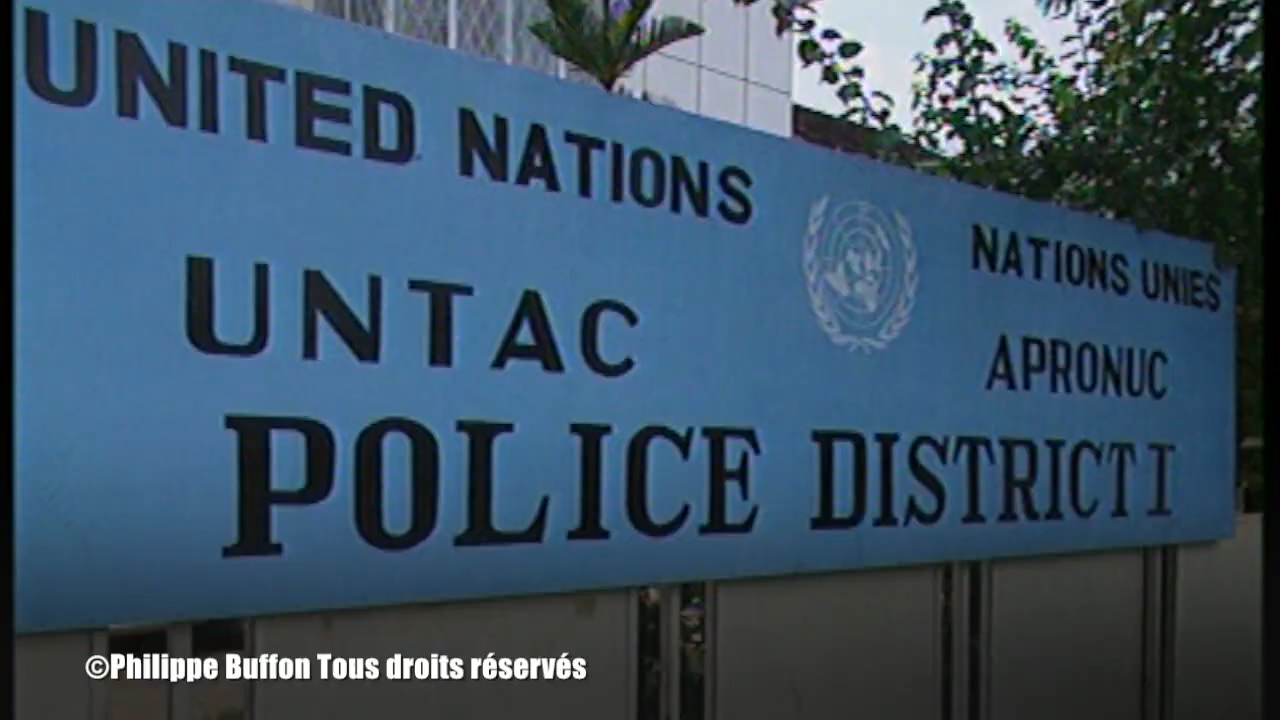 UNITED NATIONS
NATIONS UNIES
UNTAC
APRONUC
POLICE DISTRICT I
©Philippe Buffon Tous droits réservés